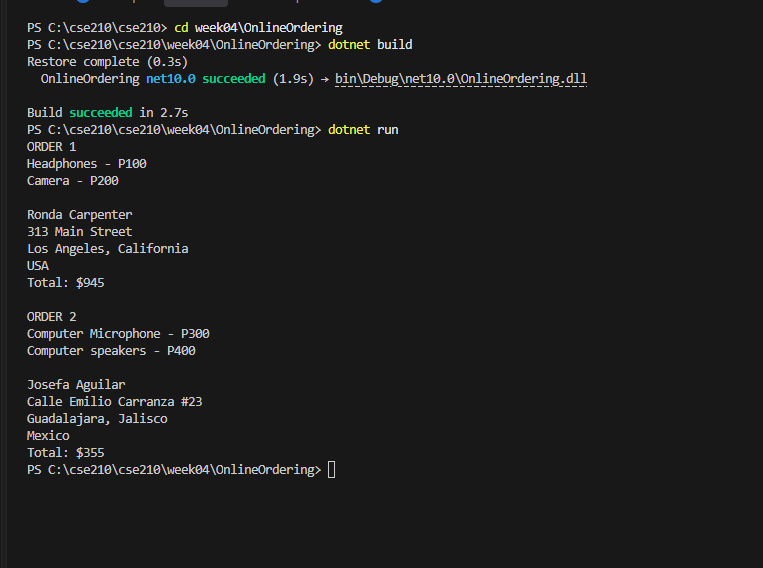 PS C:\cse210\cse210> cd week04\OnlineOrdering
PS C:\cse210\cse210\week04\OnlineOrdering> dotnet build
Restore complete (0.3s)
  OnlineOrdering net10.0 succeeded (1.9s) → bin\Debug\net10.0\OnlineOrdering.dll

Build succeeded in 2.7s
PS C:\cse210\cse210\week04\OnlineOrdering> dotnet run
ORDER 1
Headphones - P100
Camera - P200

Ronda Carpenter
313 Main Street
Los Angeles, California
USA
Total: $945

ORDER 2
Computer Microphone - P300
Computer speakers - P400

Josefa Aguilar
Calle Emilio Carranza #23
Guadalajara, Jalisco
Mexico
Total: $355
PS C:\cse210\cse210\week04\OnlineOrdering>